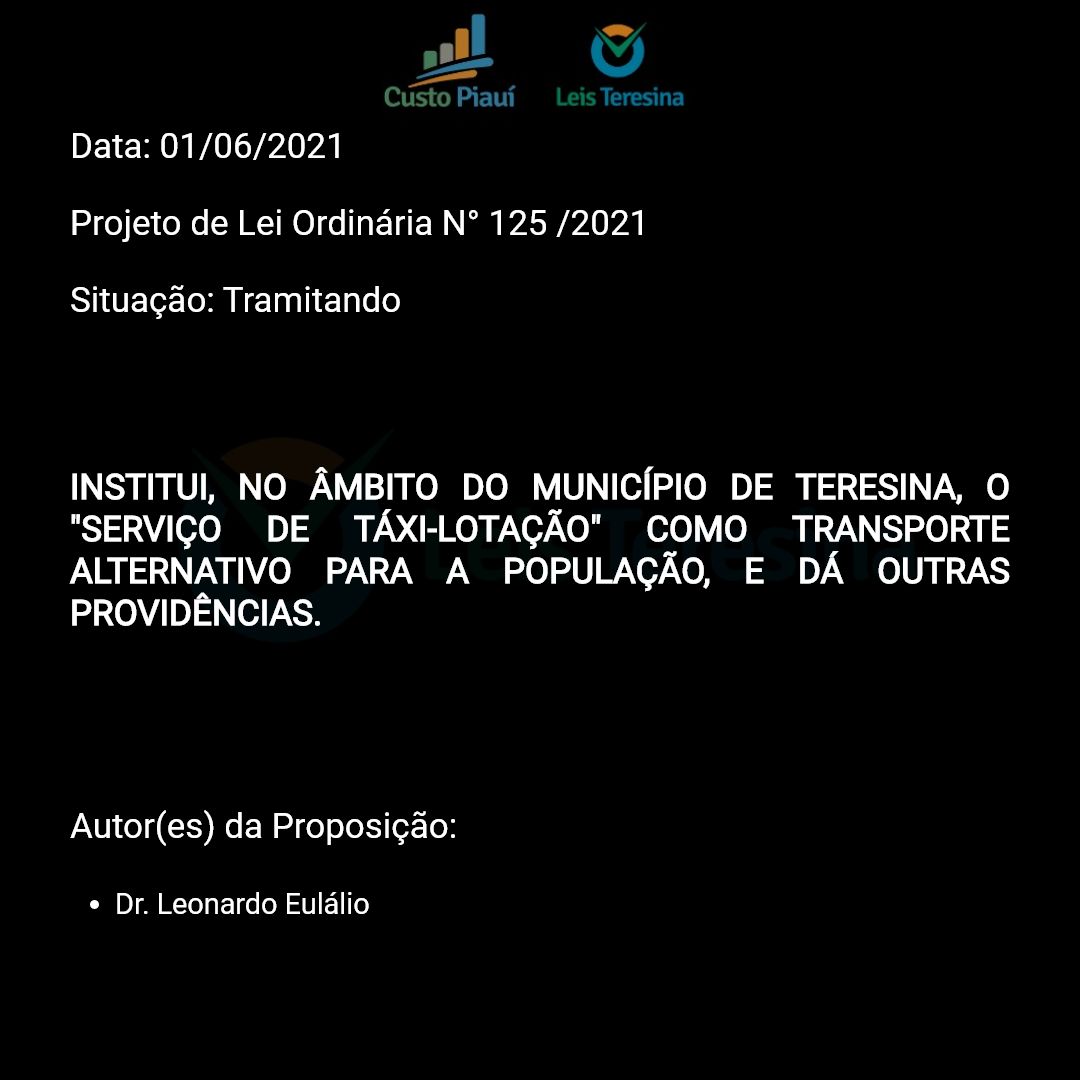 Custo Piauí
Leis Teresina
Data: 01/06/2021
Projeto de Lei Ordinária N° 125 /2021
Situação: Tramitando
INSTITUI, NO ÂMBITO DO MUNICÍPIO DE TERESINA, O
"SERVIÇO DE TÁXI-LOTAÇÃO" COMO TRANSPORTE
ALTERNATIVO PARA A POPULAÇÃO, E DÁ OUTRAS
PROVIDÊNCIAS.
Leis Teresina
Autor(es) da Proposição:
• Dr. Leonardo Eulálio